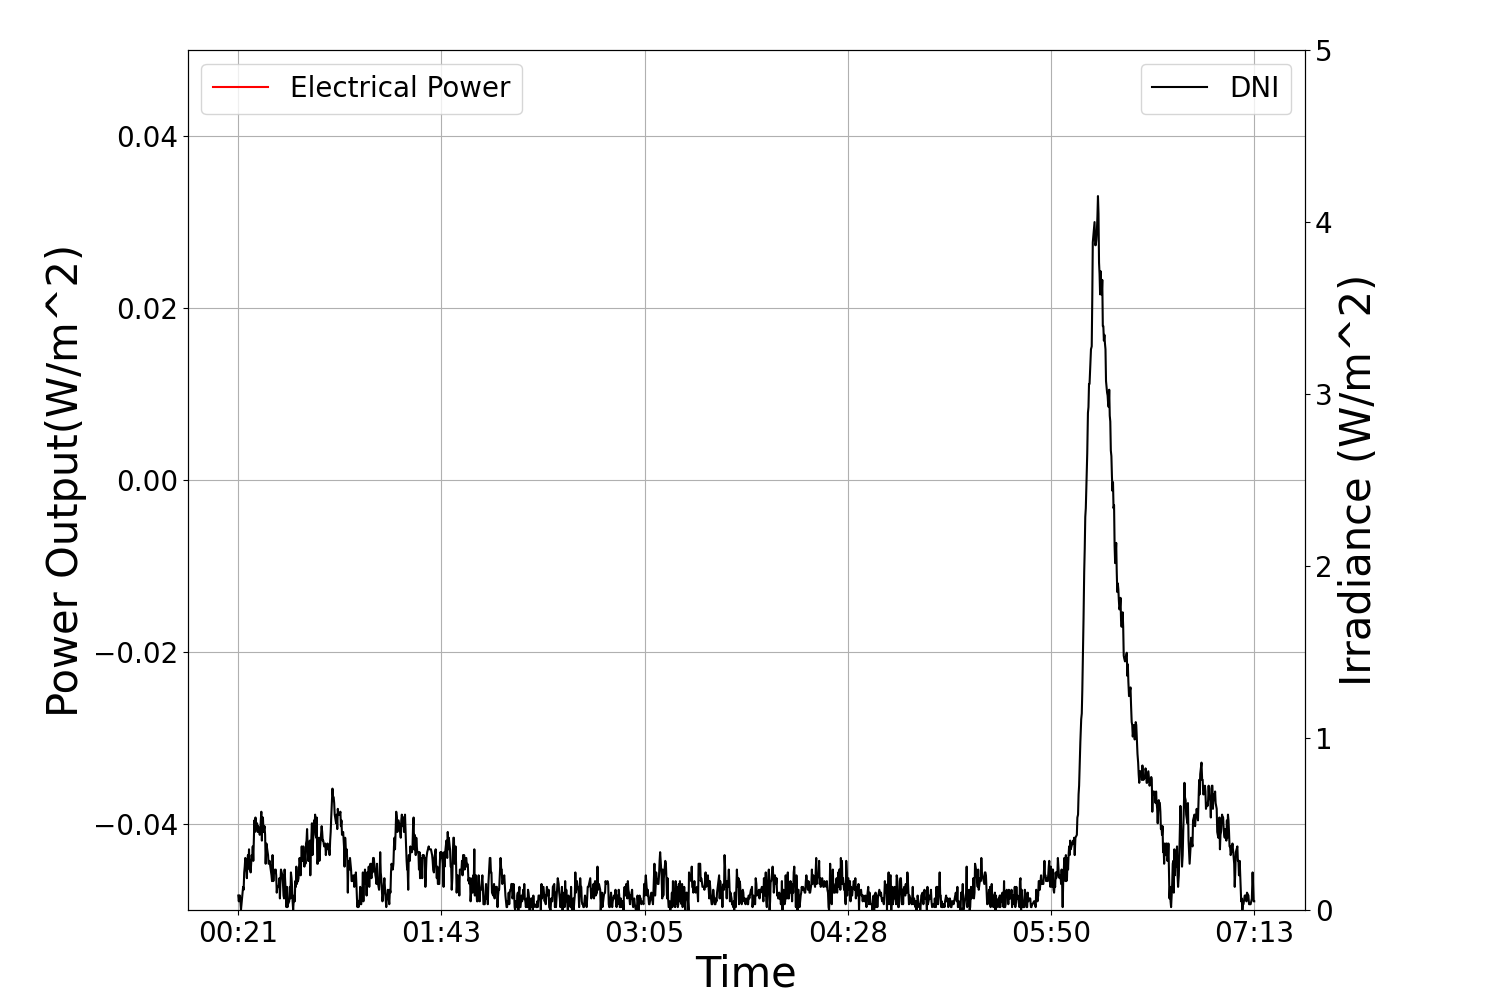 Electrical Power
DNI
0.04
0.02
0.00
−0.02
−0.04
Power Output(W/m^2)
5
4
3
2
1
0
Irradiance (W/m^2)
00:21 01:43 03:05 04:28 05:50 07:13
Time